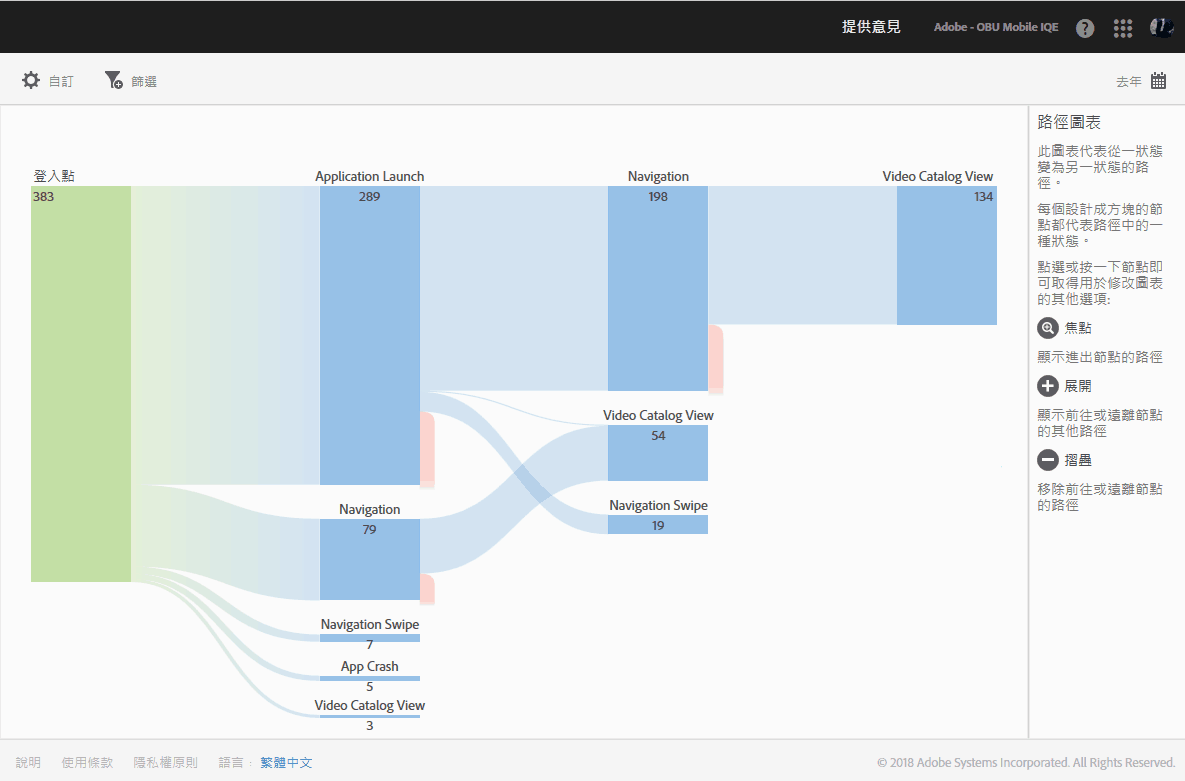 提供意見
Adobe - OBU Mobile IQE
?
自訂
篩選
去年
登入點
383
Application Launch
289
Navigation
198
Video Catalog View
134
Video Catalog View
54
Navigation Swipe
19
Navigation
79
Navigation Swipe
7
App Crash
5
Video Catalog View
3
路徑圖表
此圖表代表從一狀態
變為另一狀態的路
徑。
每個設計成方塊的節
點都代表路徑中的一
種狀態。
點選或按一下節點即
可取得用於修改圖表
的其他選項:
焦點
顯示進出節點的路徑
展開
顯示前往或遠離節點
的其他路徑
摺疊
移除前往或遠離節點
的路徑
說明
使用條款
隱私權原則
語言: 繁體中文
© 2018 Adobe Systems Incorporated. All Rights Reserved.